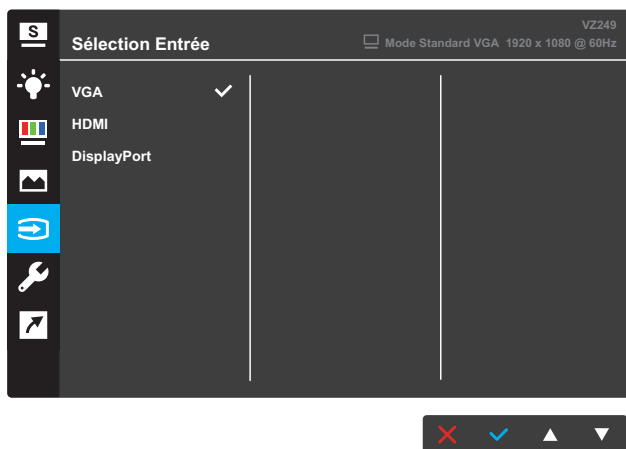 S
VZ249
Sélection Entrée
Mode Standard VGA 1920 x 1080 @ 60Hz
VGA
HDMI
DisplayPort